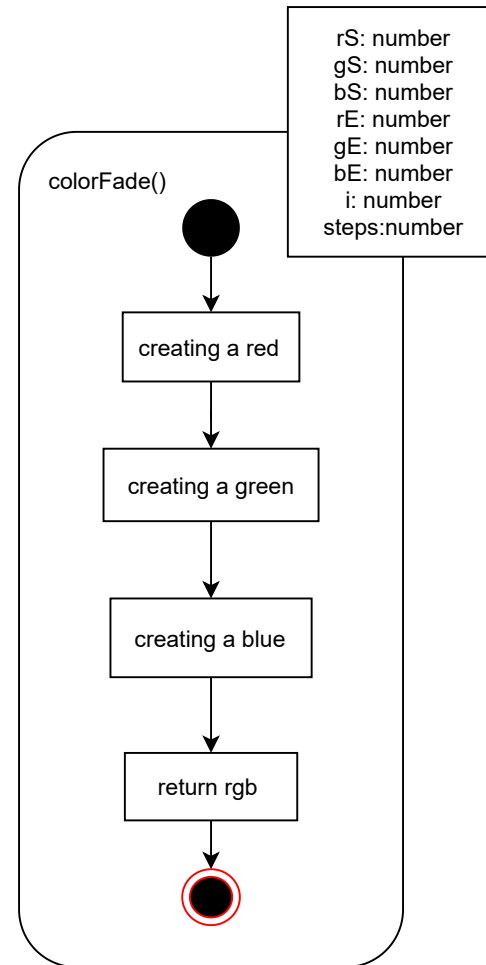 rS: number
gS: number
bS: number
rE: number
gE: number
bE: number
i: number
steps:number
colorFade()
creating a red
creating a green
creating a blue
return rgb